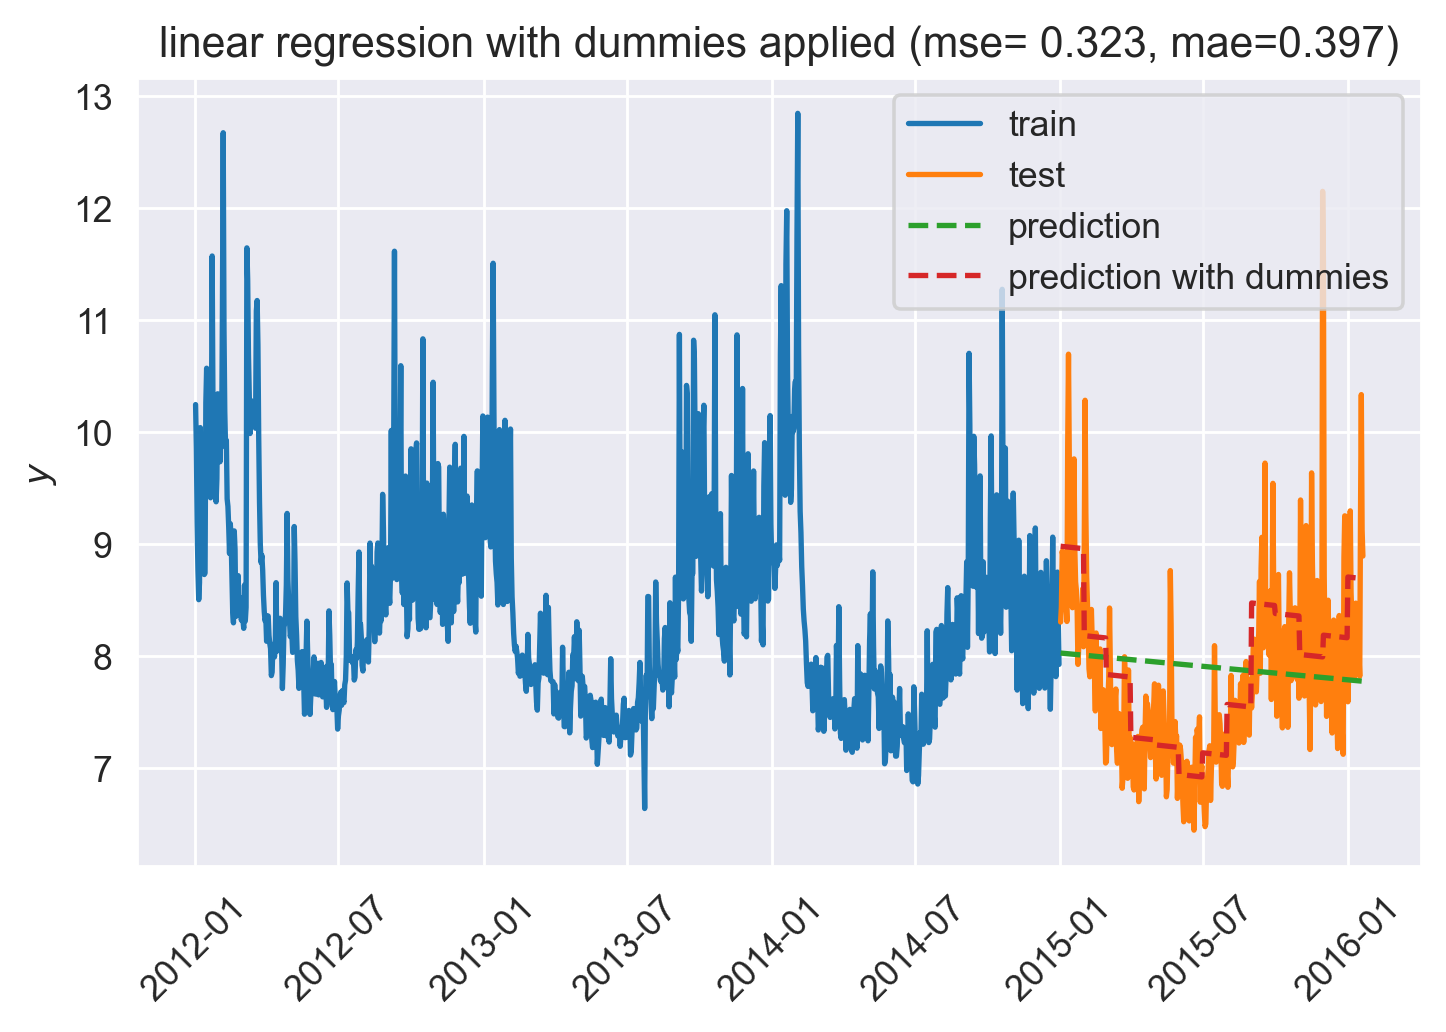 linear regression with dummies applied (mse= 0.323, mae=0.397)
13
12
11
10
9
8
7
y
train
test
prediction
prediction with dummies
2012-01
2012-07
2013-01
2013-07
2014-01
2014-07
2015-01
2015-07
2016-01